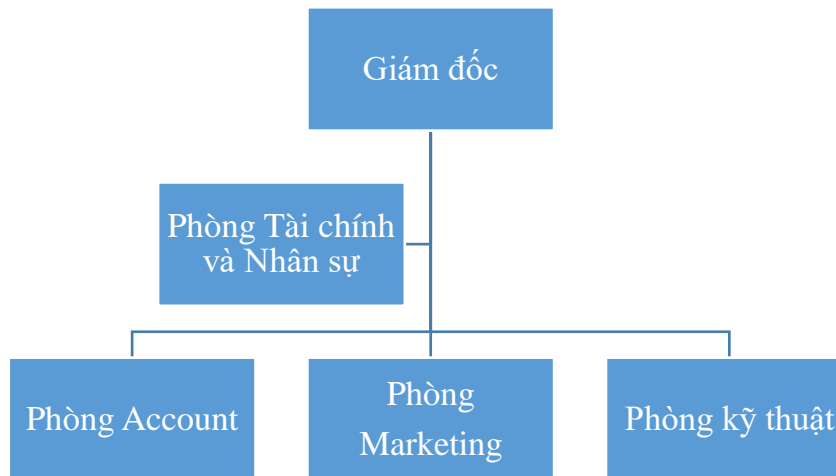 Giám đốc
Phòng Tài chính
và Nhân sự
Phòng Account
Phòng
Marketing
Phòng kỹ thuật